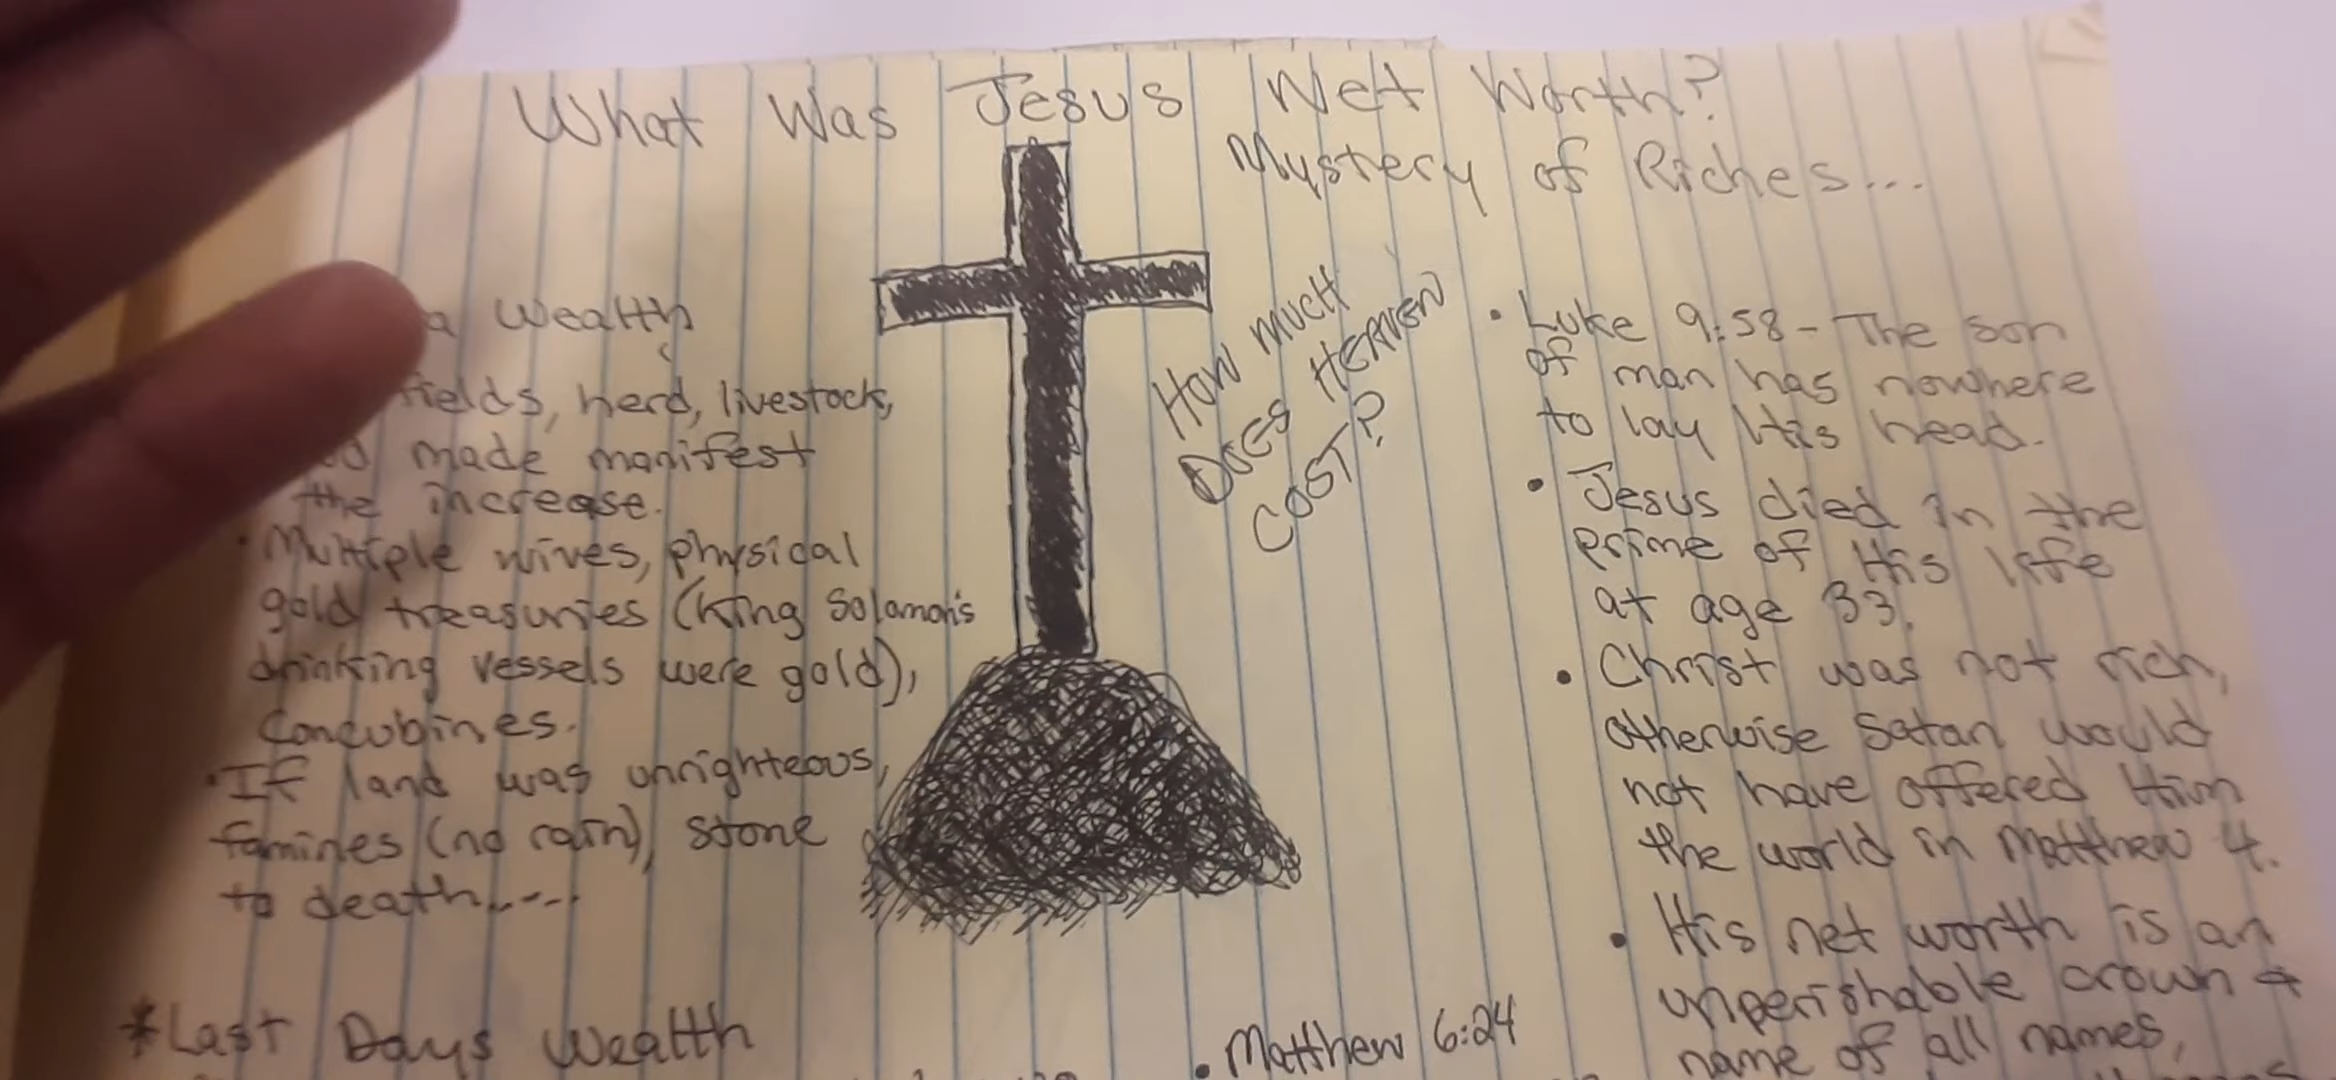 What Was Jesus Net Worth?
Mystery of Riches...
a Wealth
fields, herd, livestock,
made manifest
the increase.
• Multiple wives, physical
gold treasuries (King Solomon's
drinking vessels were gold),
Concubines.
• If land was unrighteous,
famines (no rain), stone
to death.....
*Last Days Wealth
HOW MUCH
DOES HEAVEN
COST?
• Luke 9:58 - The son
of man has nowhere
to lay His head.
• Jesus died in the
prime of His life
at age 33.
• Christ was not rich,
otherwise Satan would
not have offered Him
the world in Matthew 4.
• His net worth is an
unperishable crown &
name of all names,
• Matthew 6:24